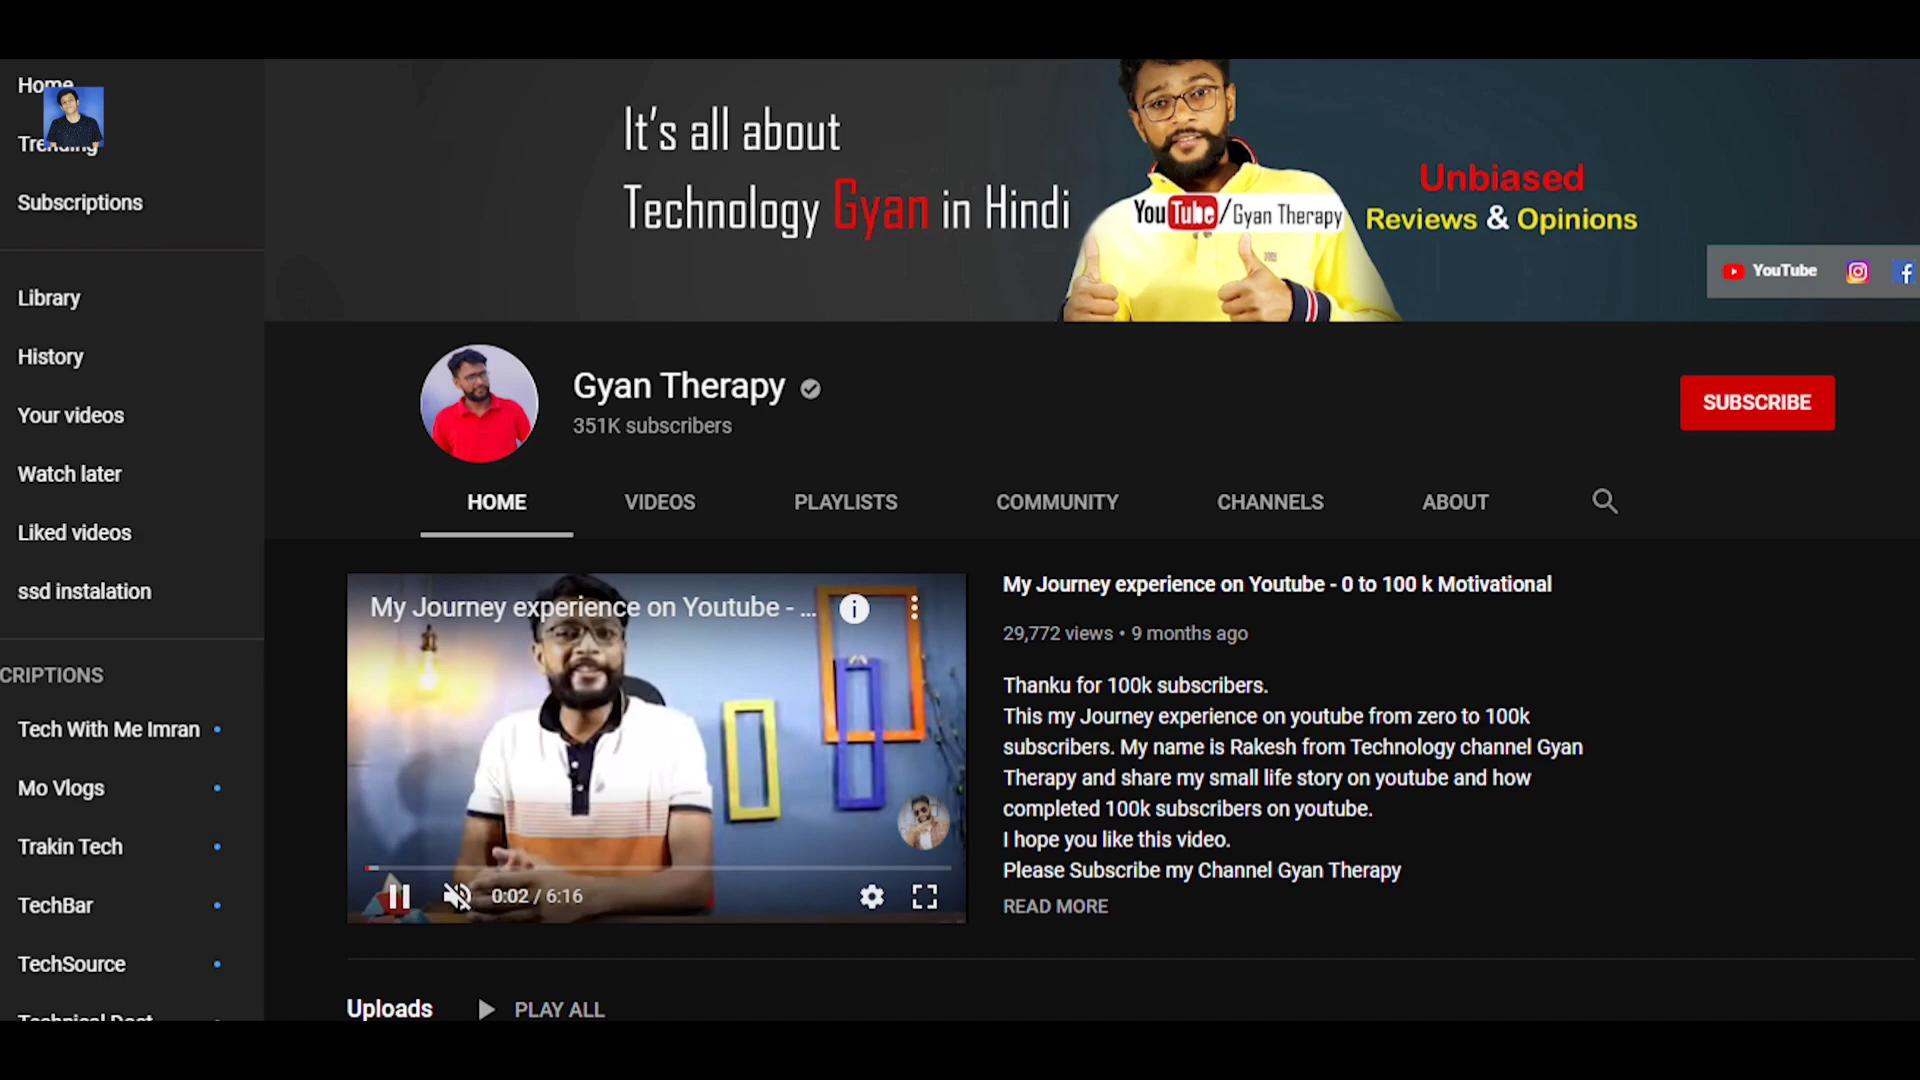 Home
Trending
Subscriptions
Library
History
Your videos
Watch later
Liked videos
ssd instalation
CRIPTIONS
Tech With Me Imran
Mo Vlogs
Trakin Tech
TechBar
TechSource
It's all about
Technology Gyan in Hindi
YouTube/Gyan Therapy
Unbiased
Reviews & Opinions
YouTube
Gyan Therapy
351K subscribers
SUBSCRIBE
HOME VIDEOS PLAYLISTS COMMUNITY CHANNELS ABOUT
My Journey experience on Youtube - ...
0:02 / 6:16
My Journey experience on Youtube - 0 to 100 k Motivational
29,772 views • 9 months ago
Thanku for 100k subscribers.
This my Journey experience on youtube from zero to 100k
subscribers. My name is Rakesh from Technology channel Gyan
Therapy and share my small life story on youtube and how
completed 100k subscribers on youtube.
I hope you like this video.
Please Subscribe my Channel Gyan Therapy
READ MORE
Uploads PLAY ALL